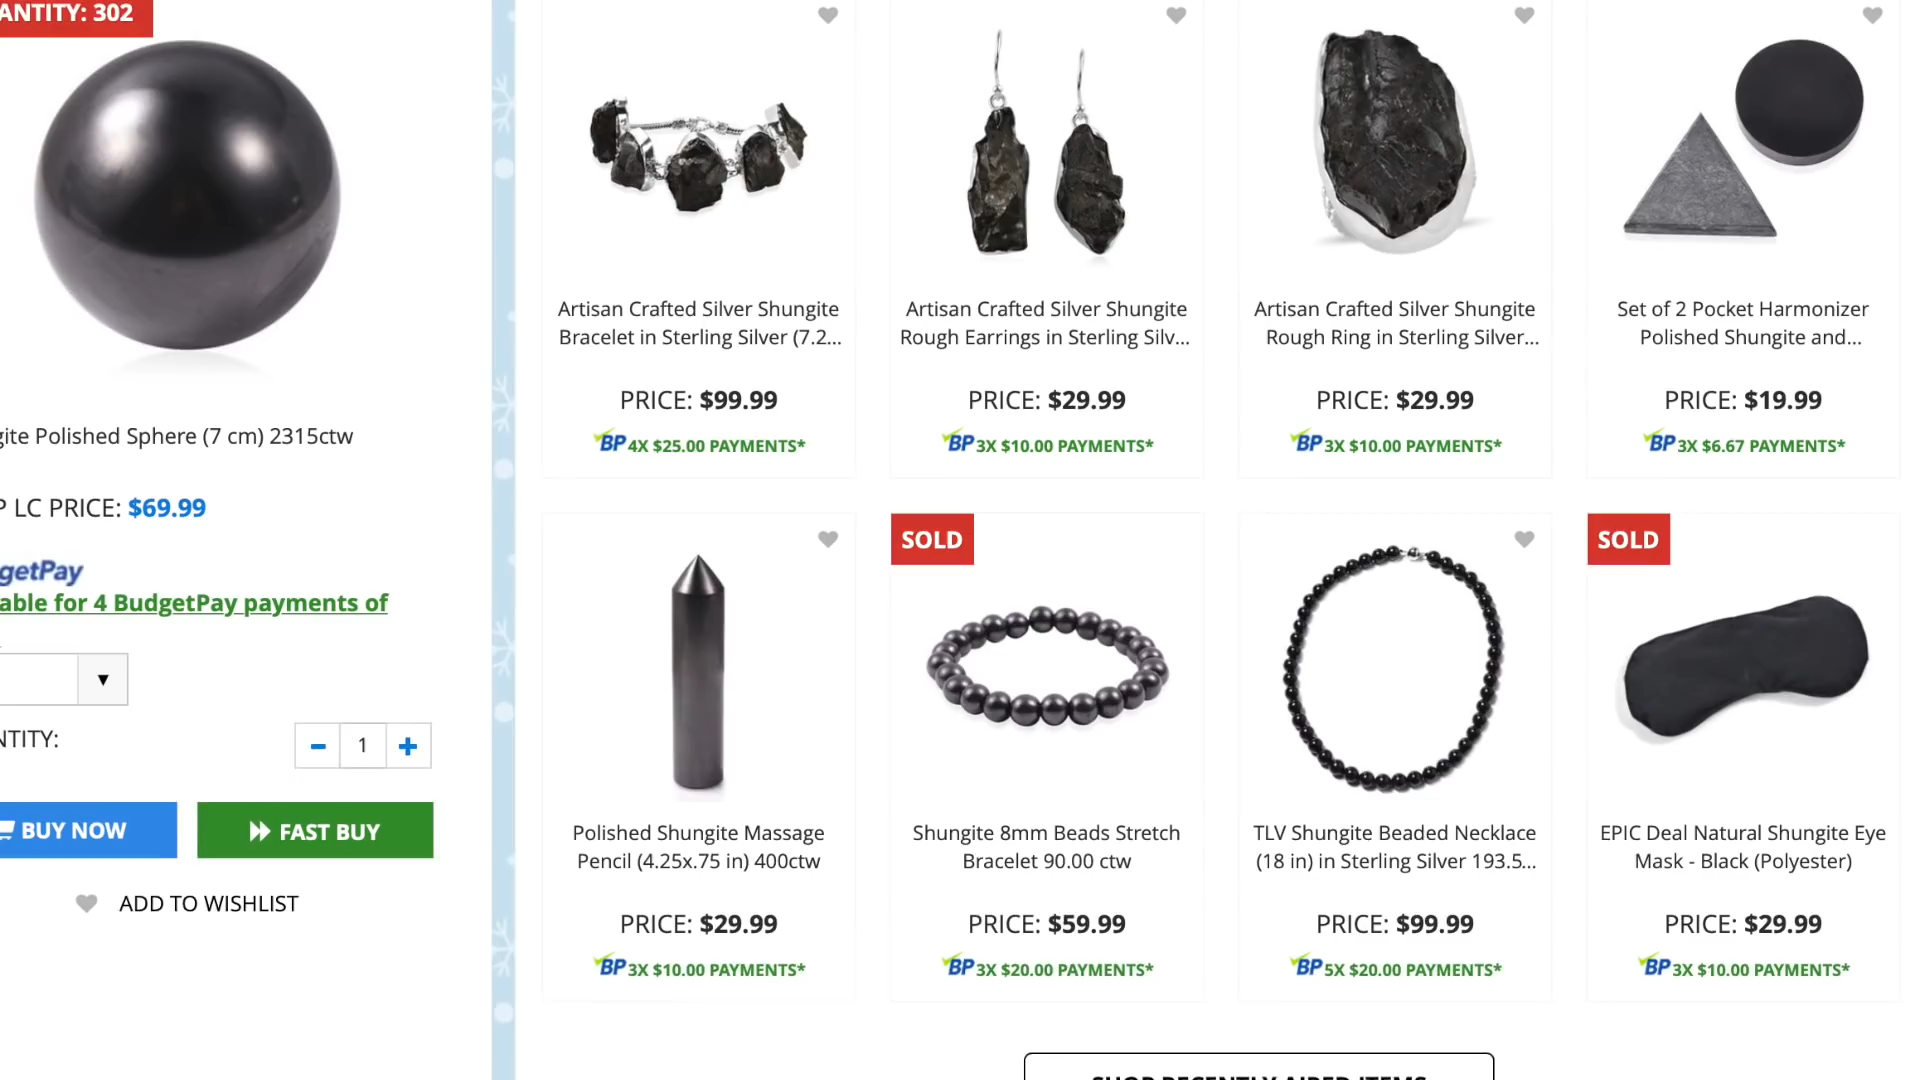 ANTITY: 302
gite Polished Sphere (7 cm) 2315ctw
P LC PRICE: $69.99
getPay
able for 4 BudgetPay payments of
NTITY:
1
BUY NOW
FAST BUY
ADD TO WISHLIST
Artisan Crafted Silver Shungite
Bracelet in Sterling Silver (7.2...
PRICE: $99.99
BP 4X $25.00 PAYMENTS*
Artisan Crafted Silver Shungite
Rough Earrings in Sterling Silv...
PRICE: $29.99
BP 3X $10.00 PAYMENTS*
Artisan Crafted Silver Shungite
Rough Ring in Sterling Silver...
PRICE: $29.99
BP 3X $10.00 PAYMENTS*
Set of 2 Pocket Harmonizer
Polished Shungite and...
PRICE: $19.99
BP 3X $6.67 PAYMENTS*
Polished Shungite Massage
Pencil (4.25x.75 in) 400ctw
PRICE: $29.99
BP 3X $10.00 PAYMENTS*
SOLD
Shungite 8mm Beads Stretch
Bracelet 90.00 ctw
PRICE: $59.99
BP 3X $20.00 PAYMENTS*
TLV Shungite Beaded Necklace
(18 in) in Sterling Silver 193.5...
PRICE: $99.99
BP 5X $20.00 PAYMENTS*
SOLD
EPIC Deal Natural Shungite Eye
Mask - Black (Polyester)
PRICE: $29.99
BP 3X $10.00 PAYMENTS*
SHOP RECENTLY AIRED ITEMS